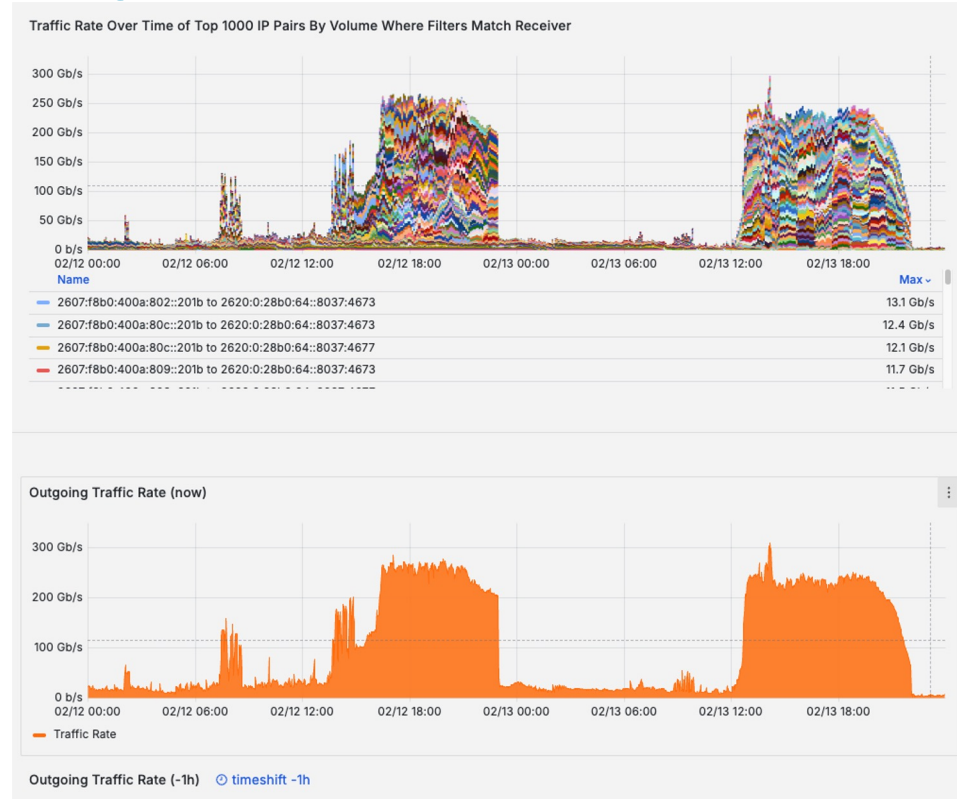 Traffic Rate Over Time of Top 1000 IP Pairs By Volume Where Filters Match Receiver
300 Gb/s
250 Gb/s
200 Gb/s
150 Gb/s
100 Gb/s
50 Gb/s
0 b/s
02/12 00:00 02/12 06:00 02/12 12:00 02/12 18:00 02/13 00:00 02/13 06:00 02/13 12:00 02/13 18:00
Name Max
2607:f8b0:400a:802::201b to 2620:0:28b0:64::8037:4673 13.1 Gb/s
2607:f8b0:400a:80c::201b to 2620:0:28b0:64::8037:4673 12.4 Gb/s
2607:f8b0:400a:80c::201b to 2620:0:28b0:64::8037:4677 12.1 Gb/s
2607:f8b0:400a:809::201b to 2620:0:28b0:64::8037:4673 11.7 Gb/s
Outgoing Traffic Rate (now)
300 Gb/s
200 Gb/s
100 Gb/s
0 b/s
02/12 00:00 02/12 06:00 02/12 12:00 02/12 18:00 02/13 00:00 02/13 06:00 02/13 12:00 02/13 18:00
Traffic Rate
Outgoing Traffic Rate (-1h) timeshift -1h